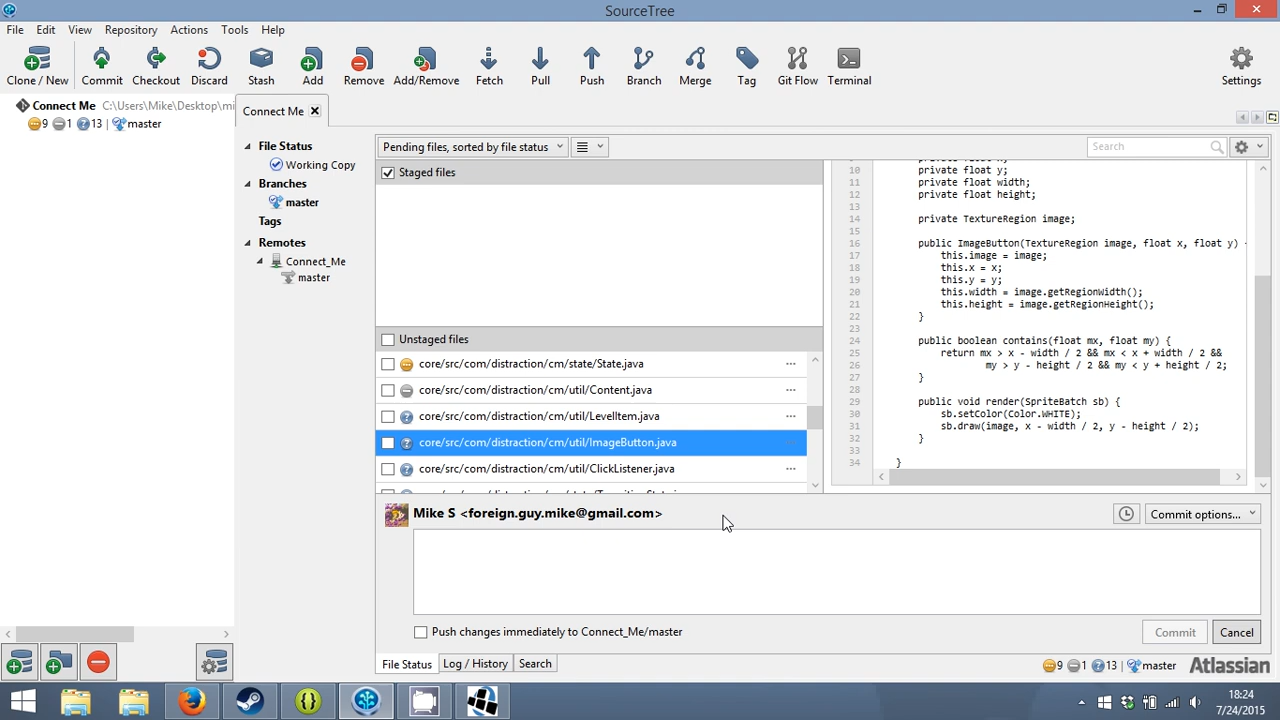 SourceTree
File Edit View Repository Actions Tools Help
Clone / New Commit Checkout Discard Stash Add Remove Add/Remove Fetch Pull Push Branch Merge Tag Git Flow Terminal Settings
Connect Me C:\Users\Mike\Desktop\mi
9 1 13 master
Connect Me
File Status
Working Copy
Branches
master
Tags
Remotes
Connect_Me
master
Pending files, sorted by file status
Search
Staged files
Unstaged files
core/src/com/distraction/cm/state/State.java
core/src/com/distraction/cm/util/Content.java
core/src/com/distraction/cm/util/LevelItem.java
core/src/com/distraction/cm/util/ImageButton.java
core/src/com/distraction/cm/util/ClickListener.java
10 private float y;
11 private float width;
12 private float height;
13
14 private TextureRegion image;
15
16 public ImageButton(TextureRegion image, float x, float y)
17 this.image = image;
18 this.x = x;
19 this.y = y;
20 this.width = image.getRegionWidth();
21 this.height = image.getRegionHeight();
22 }
23
24 public boolean contains(float mx, float my) {
25 return mx > x - width / 2 && mx < x + width / 2 &&
26 my > y - height / 2 && my < y + height / 2;
27 }
28
29 public void render(SpriteBatch sb) {
30 sb.setColor(Color.WHITE);
31 sb.draw(image, x - width / 2, y - height / 2);
32 }
33
34 }
Mike S <foreign.guy.mike@gmail.com>
Commit options...
Push changes immediately to Connect_Me/master
Commit Cancel
File Status Log / History Search
9 1 13 master Atlassian
18:24
7/24/2015